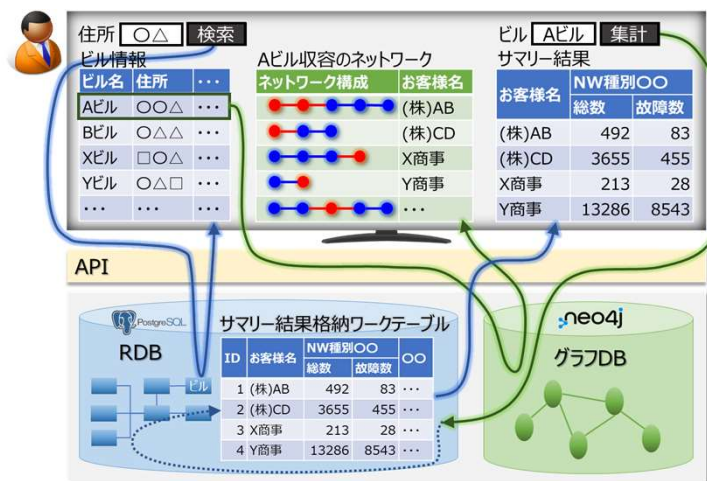 住所 〇△ 検索
ビル情報
ビル名 住所 ・・・
Aビル 〇〇△ ・・・
Bビル 〇△△ ・・・
Xビル □〇△ ・・・
Yビル 〇△□ ・・・
・・・ ・・・ ・・・
Aビル収容のネットワーク
ネットワーク構成 お客様名
(株)AB
(株)CD
X商事
Y商事
・・・
ビル Aビル 集計
サマリー結果
お客様名 NW種別〇〇
総数 故障数
(株)AB 492 83
(株)CD 3655 455
X商事 213 28
Y商事 13286 8543
API
PostgreSQL
RDB
ビル
サマリー結果格納ワークテーブル
ID お客様名 NW種別〇〇 〇〇
総数 故障数
1 (株)AB 492 83 ・・・
2 (株)CD 3655 455 ・・・
3 X商事 213 28 ・・・
4 Y商事 13286 8543 ・・・
neo4j
グラフDB